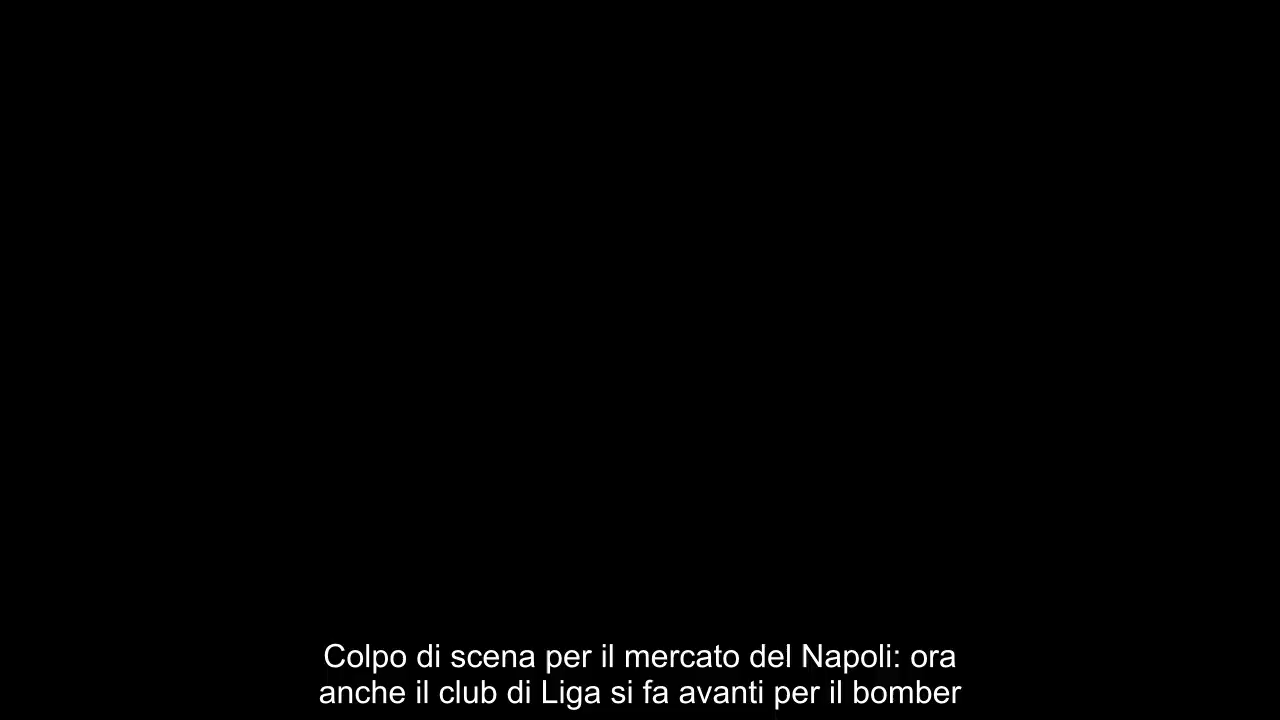 Colpo di scena per il mercato del Napoli: ora
anche il club di Liga si fa avanti per il bomber